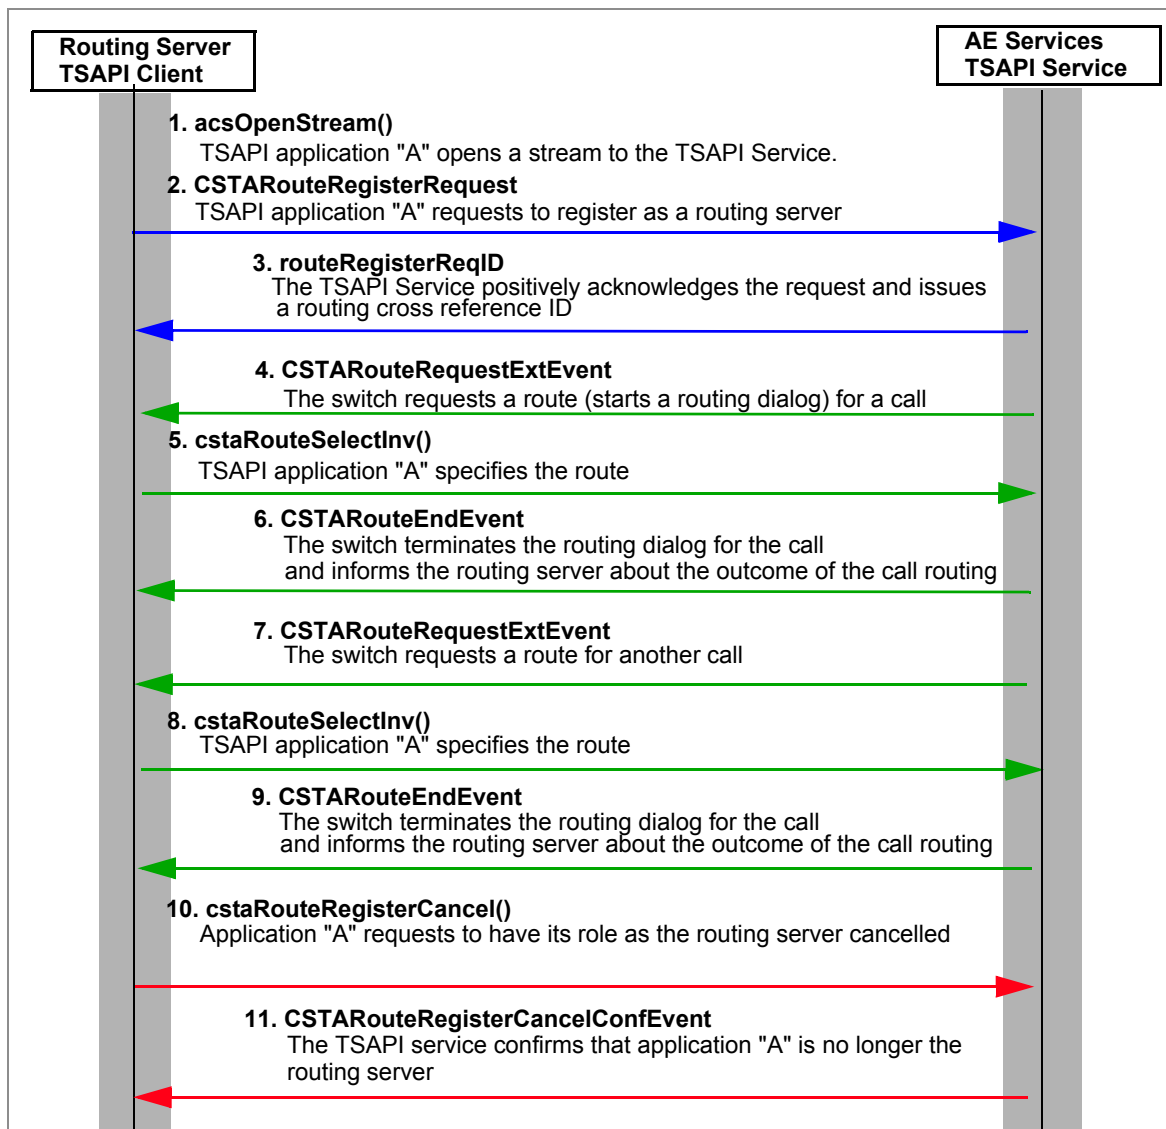 Routing Server
TSAPI Client
AE Services
TSAPI Service
1. acsOpenStream()
TSAPI application "A" opens a stream to the TSAPI Service.
2. CSTARouteRegisterRequest
TSAPI application "A" requests to register as a routing server
3. routeRegisterReqID
The TSAPI Service positively acknowledges the request and issues
a routing cross reference ID
4. CSTARouteRequestExtEvent
The switch requests a route (starts a routing dialog) for a call
5. cstaRouteSelectInv()
TSAPI application "A" specifies the route
6. CSTARouteEndEvent
The switch terminates the routing dialog for the call
and informs the routing server about the outcome of the call routing
7. CSTARouteRequestExtEvent
The switch requests a route for another call
8. cstaRouteSelectInv()
TSAPI application "A" specifies the route
9. CSTARouteEndEvent
The switch terminates the routing dialog for the call
and informs the routing server about the outcome of the call routing
10. cstaRouteRegisterCancel()
Application "A" requests to have its role as the routing server cancelled
11. CSTARouteRegisterCancelConfEvent
The TSAPI service confirms that application "A" is no longer the
routing server